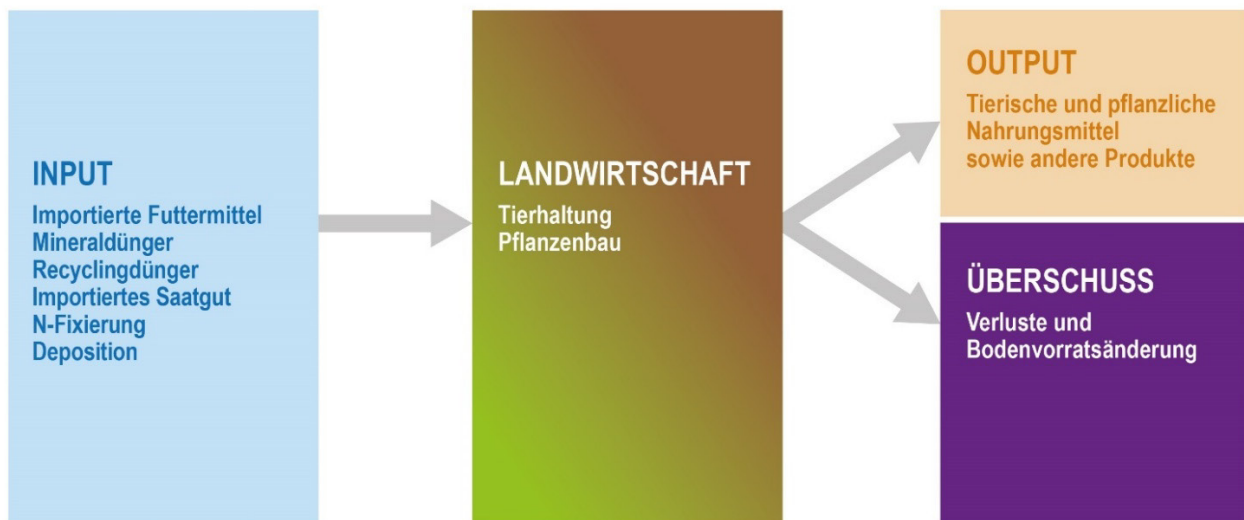 INPUT
Importierte Futtermittel
Mineraldünger
Recyclingdünger
Importiertes Saatgut
N-Fixierung
Deposition
LANDWIRTSCHAFT
Tierhaltung
Pflanzenbau
OUTPUT
Tierische und pflanzliche
Nahrungsmittel
sowie andere Produkte
ÜBERSCHUSS
Verluste und
Bodenvorratsänderung